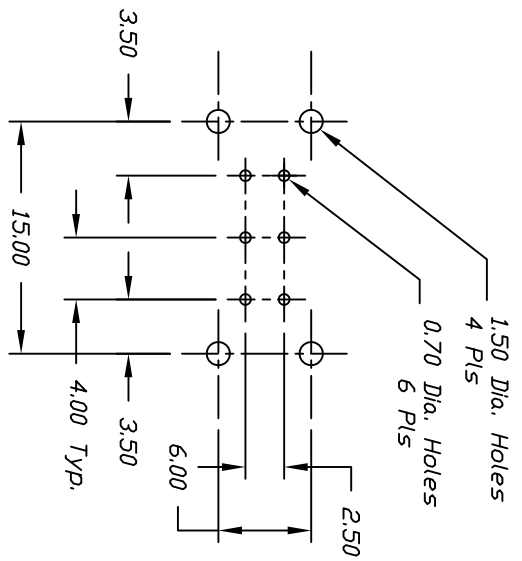 1.50 Dia. Holes
4 Pls
0.70 Dia. Holes
6 Pls
3.50
15.00
4.00 Typ.
3.50
6.00
2.50